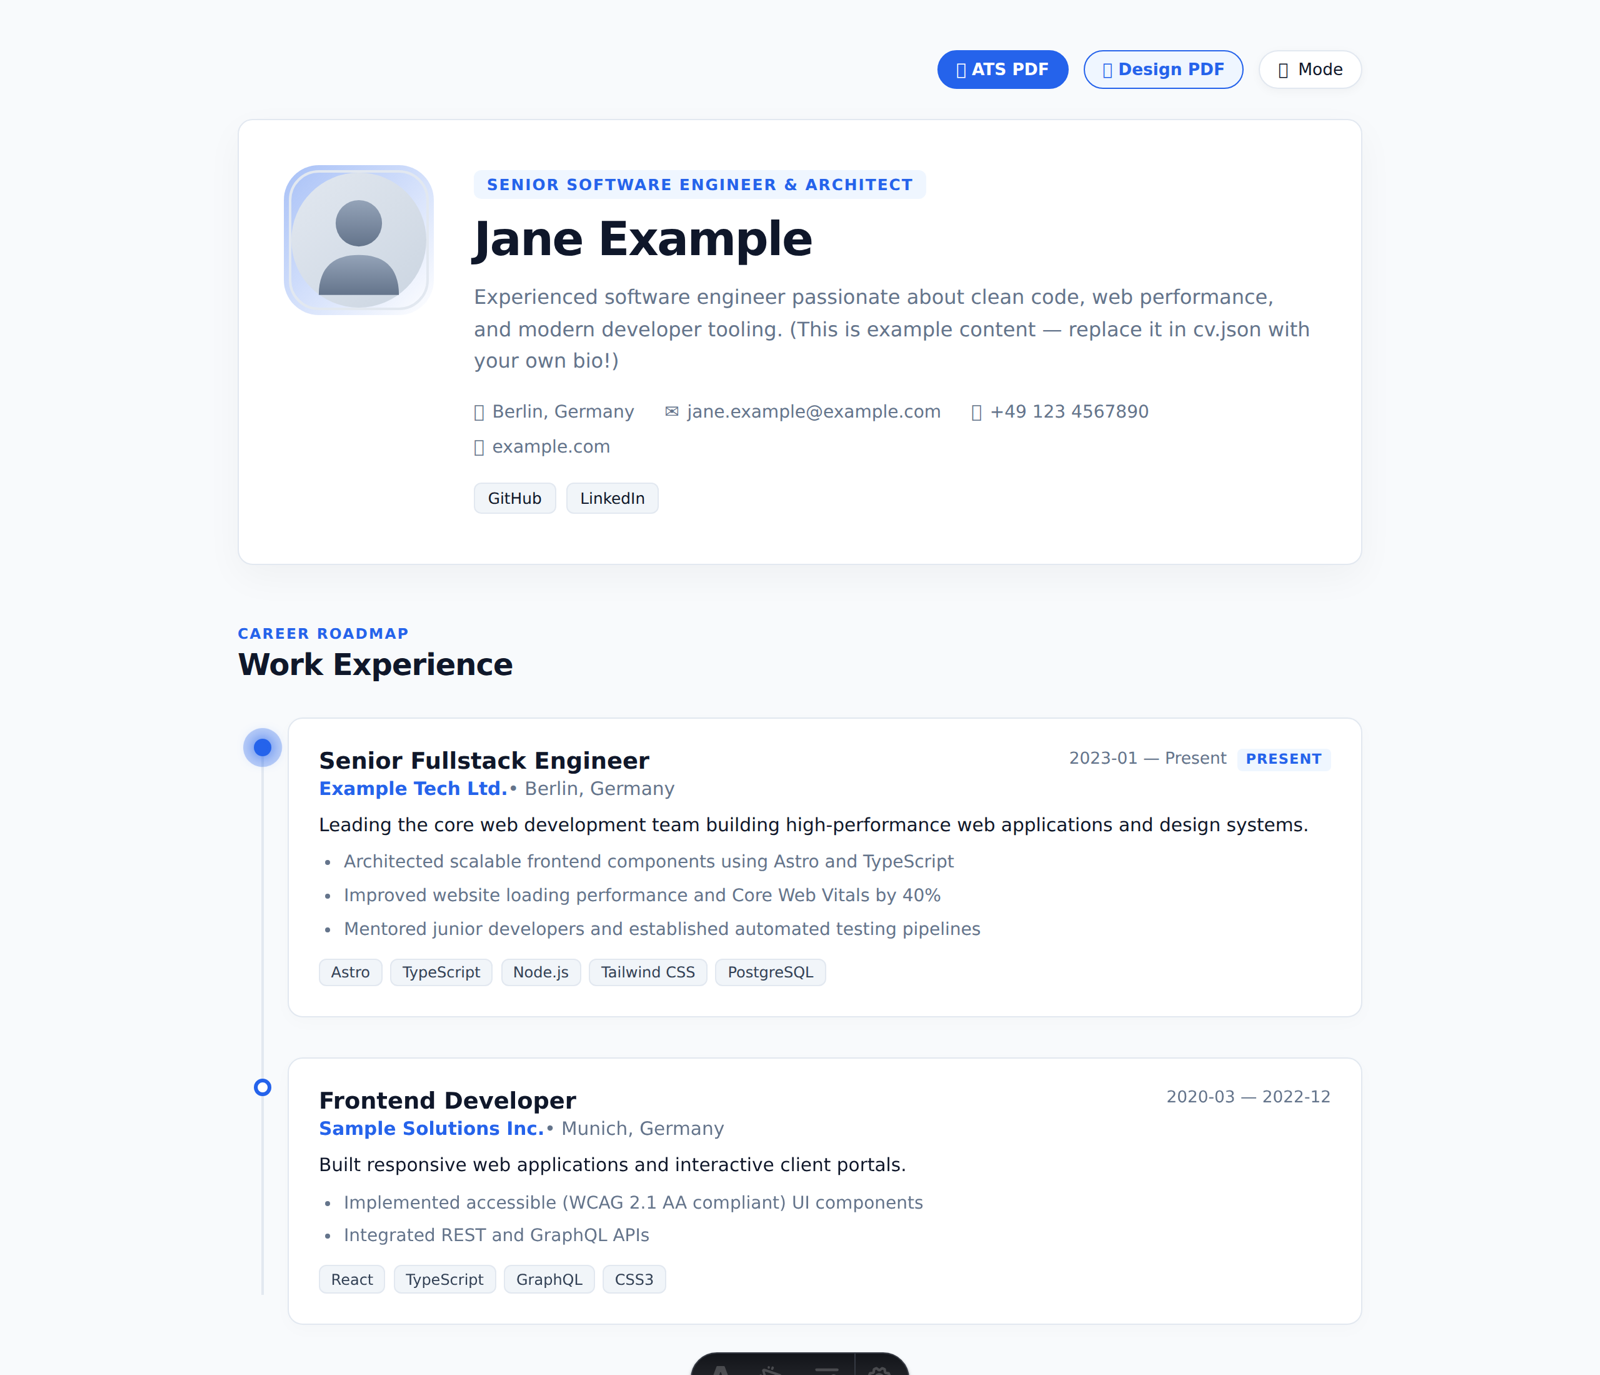 ATS PDF
Design PDF
Mode
SENIOR SOFTWARE ENGINEER & ARCHITECT
Jane Example
Experienced software engineer passionate about clean code, web performance,
and modern developer tooling. (This is example content — replace it in cv.json with
your own bio!)
Berlin, Germany ✉ jane.example@example.com +49 123 4567890
example.com
GitHub LinkedIn
CAREER ROADMAP
Work Experience
Senior Fullstack Engineer 2023-01 — Present PRESENT
Example Tech Ltd.• Berlin, Germany
Leading the core web development team building high-performance web applications and design systems.
• Architected scalable frontend components using Astro and TypeScript
• Improved website loading performance and Core Web Vitals by 40%
• Mentored junior developers and established automated testing pipelines
Astro TypeScript Node.js Tailwind CSS PostgreSQL
Frontend Developer 2020-03 — 2022-12
Sample Solutions Inc.• Munich, Germany
Built responsive web applications and interactive client portals.
• Implemented accessible (WCAG 2.1 AA compliant) UI components
• Integrated REST and GraphQL APIs
React TypeScript GraphQL CSS3